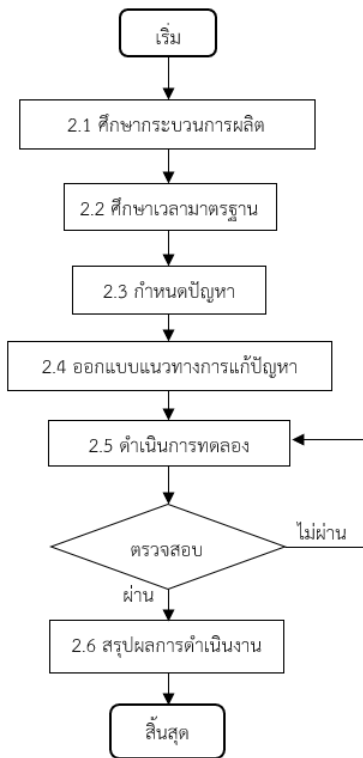 เริ่ม
2.1 ศึกษากระบวนการผลิต
2.2 ศึกษาเวลามาตรฐาน
2.3 กำหนดปัญหา
2.4 ออกแบบแนวทางการแก้ปัญหา
2.5 ดำเนินการทดลอง
ไม่ผ่าน
ตรวจสอบ
ผ่าน
2.6 สรุปผลการดำเนินงาน
สิ้นสุด